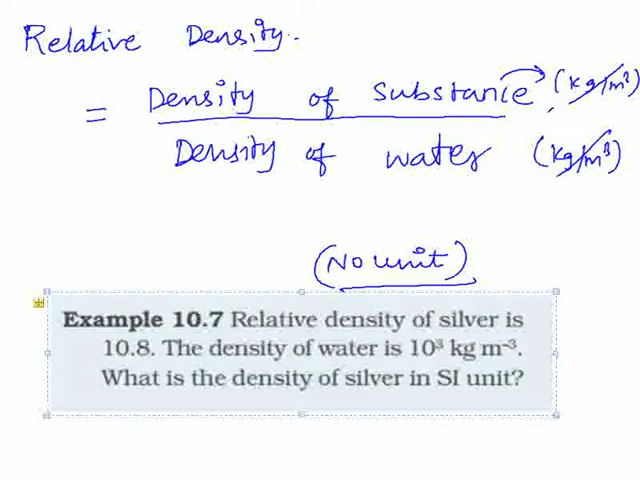 Relative Density.
= Density of Substance (kg/m³)
Density of water (kg/m³)
(No unit)
Example 10.7 Relative density of silver is
10.8. The density of water is 10³ kg m⁻³.
What is the density of silver in SI unit?